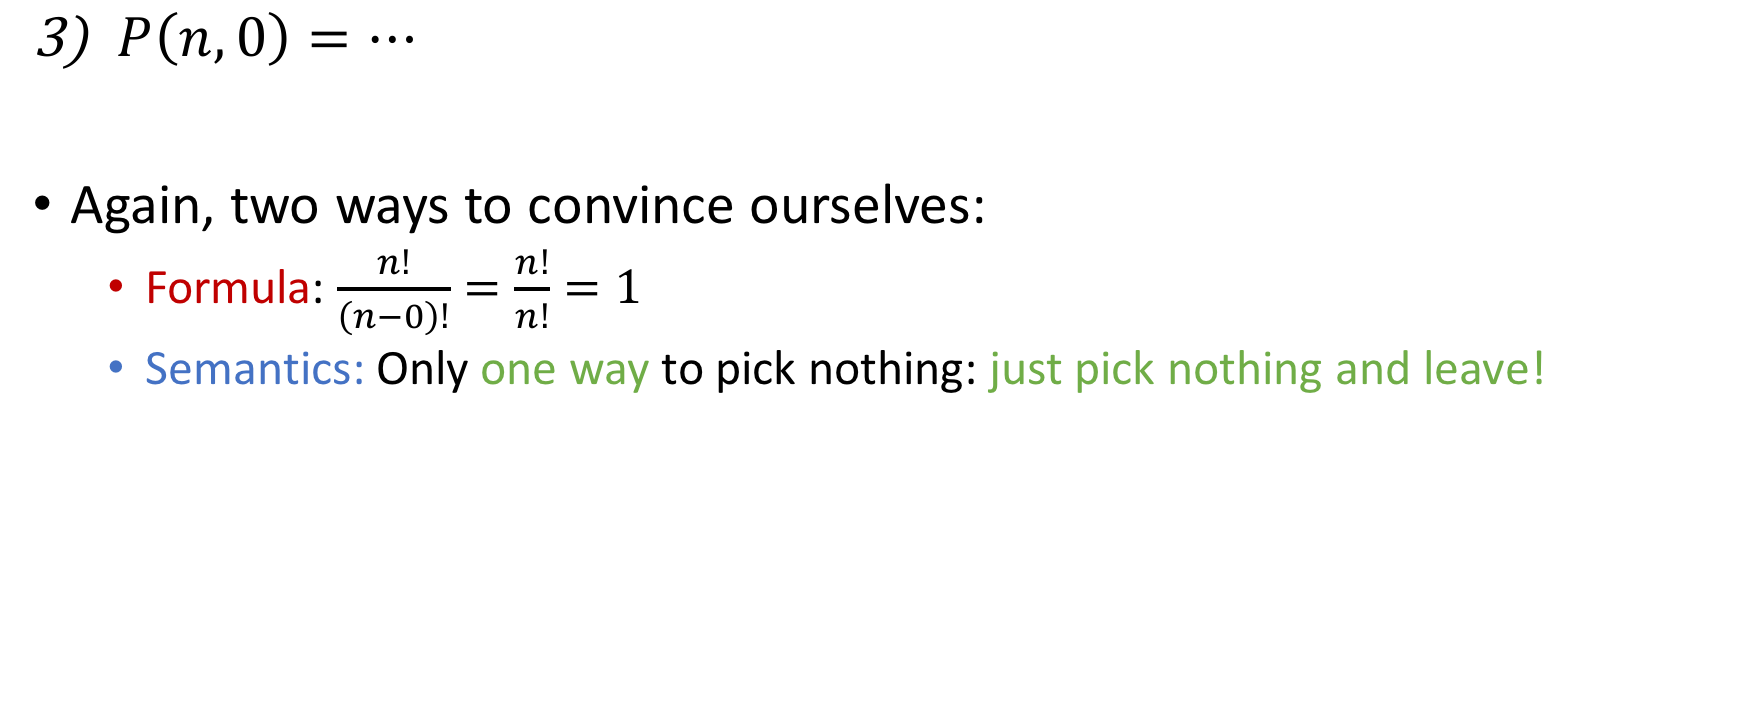 3) P(n, 0) = ⋯
• Again, two ways to convince ourselves:
• Formula: n!/(n−0)! = n!/n! = 1
• Semantics: Only one way to pick nothing: just pick nothing and leave!